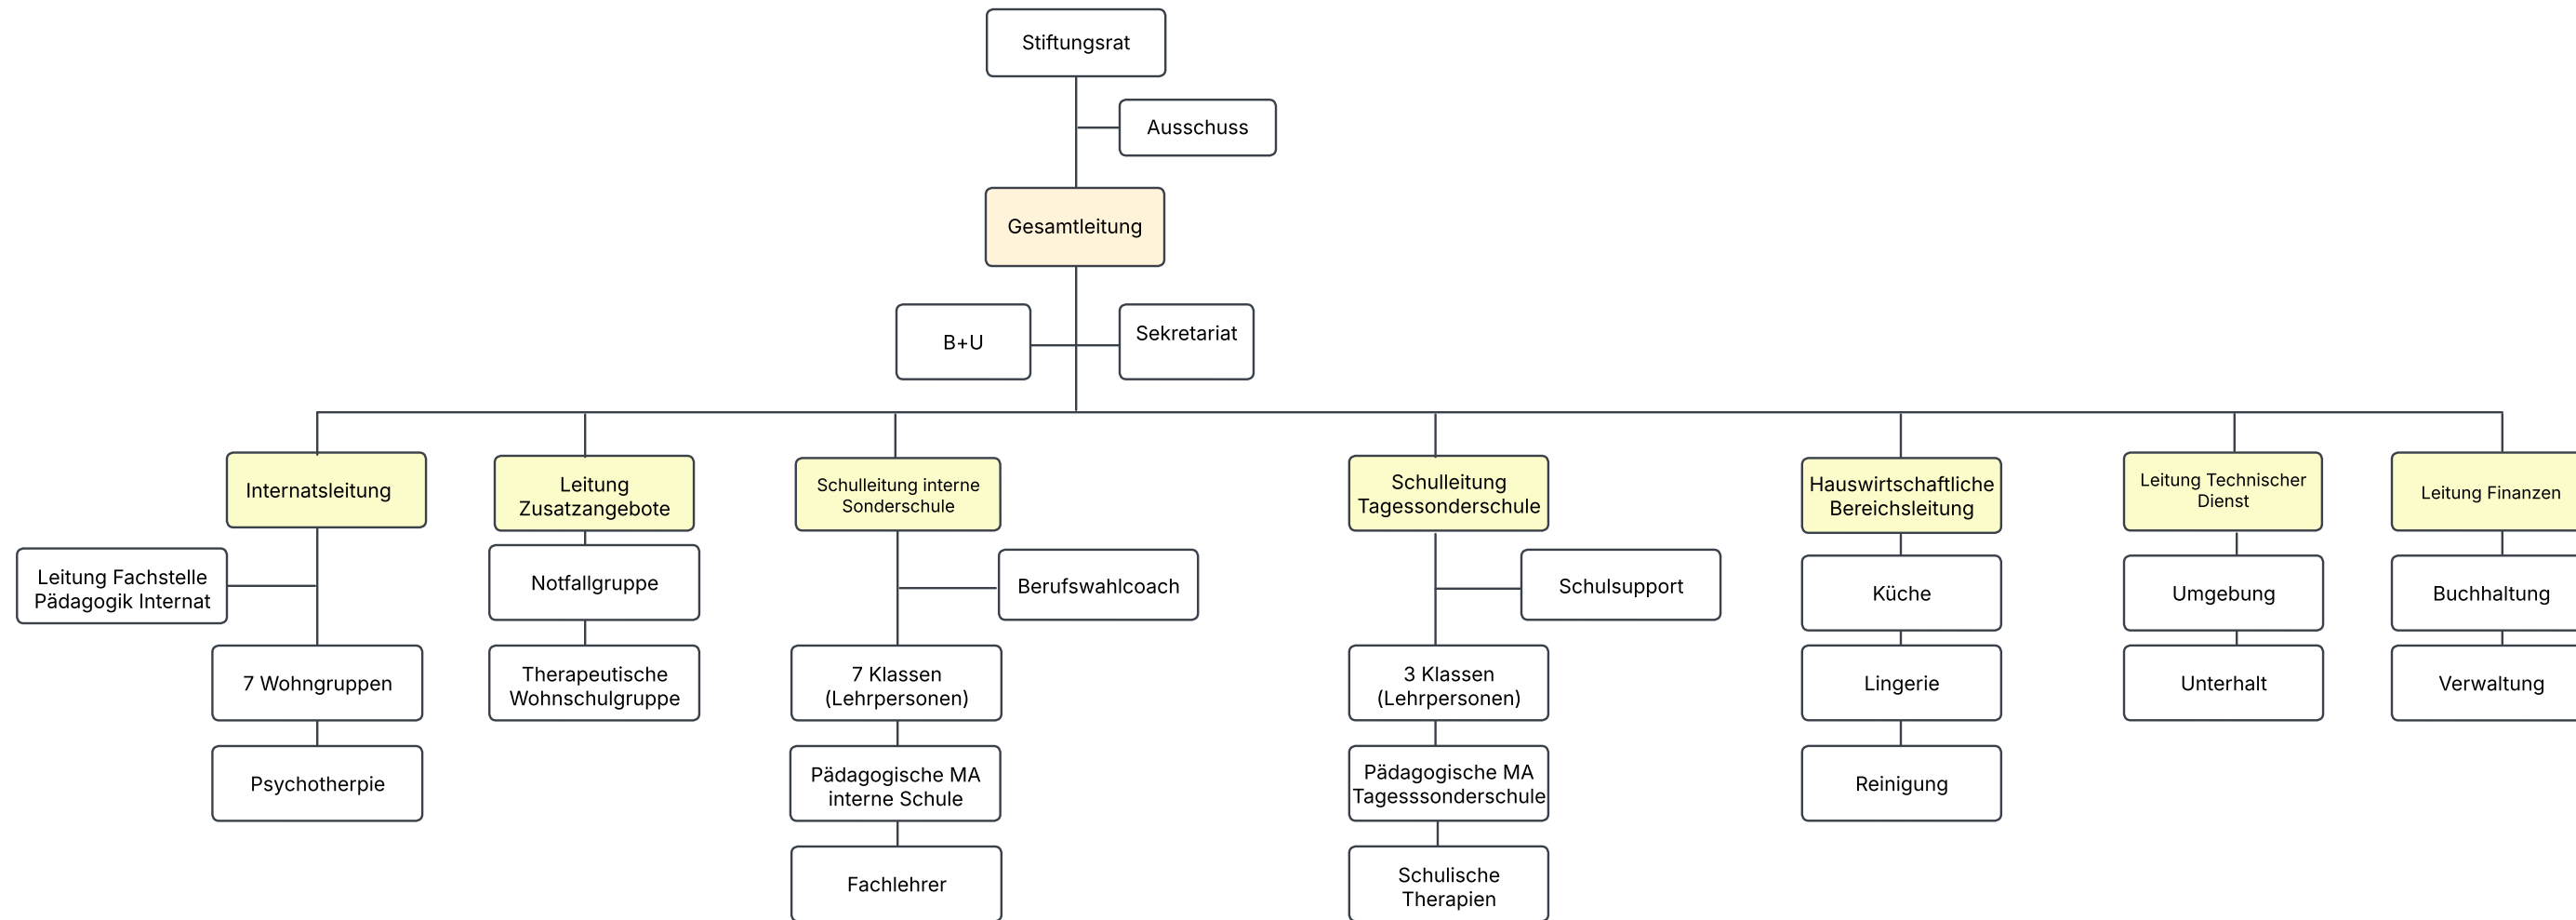 Stiftungsrat
Ausschuss
Gesamtleitung
B+U
Sekretariat
Internatsleitung
Leitung
Zusatzangebote
Schulleitung interne
Sonderschule
Schulleitung
Tagessonderschule
Hauswirtschaftliche
Bereichsleitung
Leitung Technischer
Dienst
Leitung Finanzen
Leitung Fachstelle
Pädagogik Internat
Notfallgruppe
Berufswahlcoach
Schulsupport
Küche
Umgebung
Buchhaltung
7 Wohngruppen
Therapeutische
Wohnschulgruppe
7 Klassen
(Lehrpersonen)
3 Klassen
(Lehrpersonen)
Lingerie
Unterhalt
Verwaltung
Psychotherpie
Pädagogische MA
interne Schule
Pädagogische MA
Tagesssonderschule
Reinigung
Fachlehrer
Schulische
Therapien